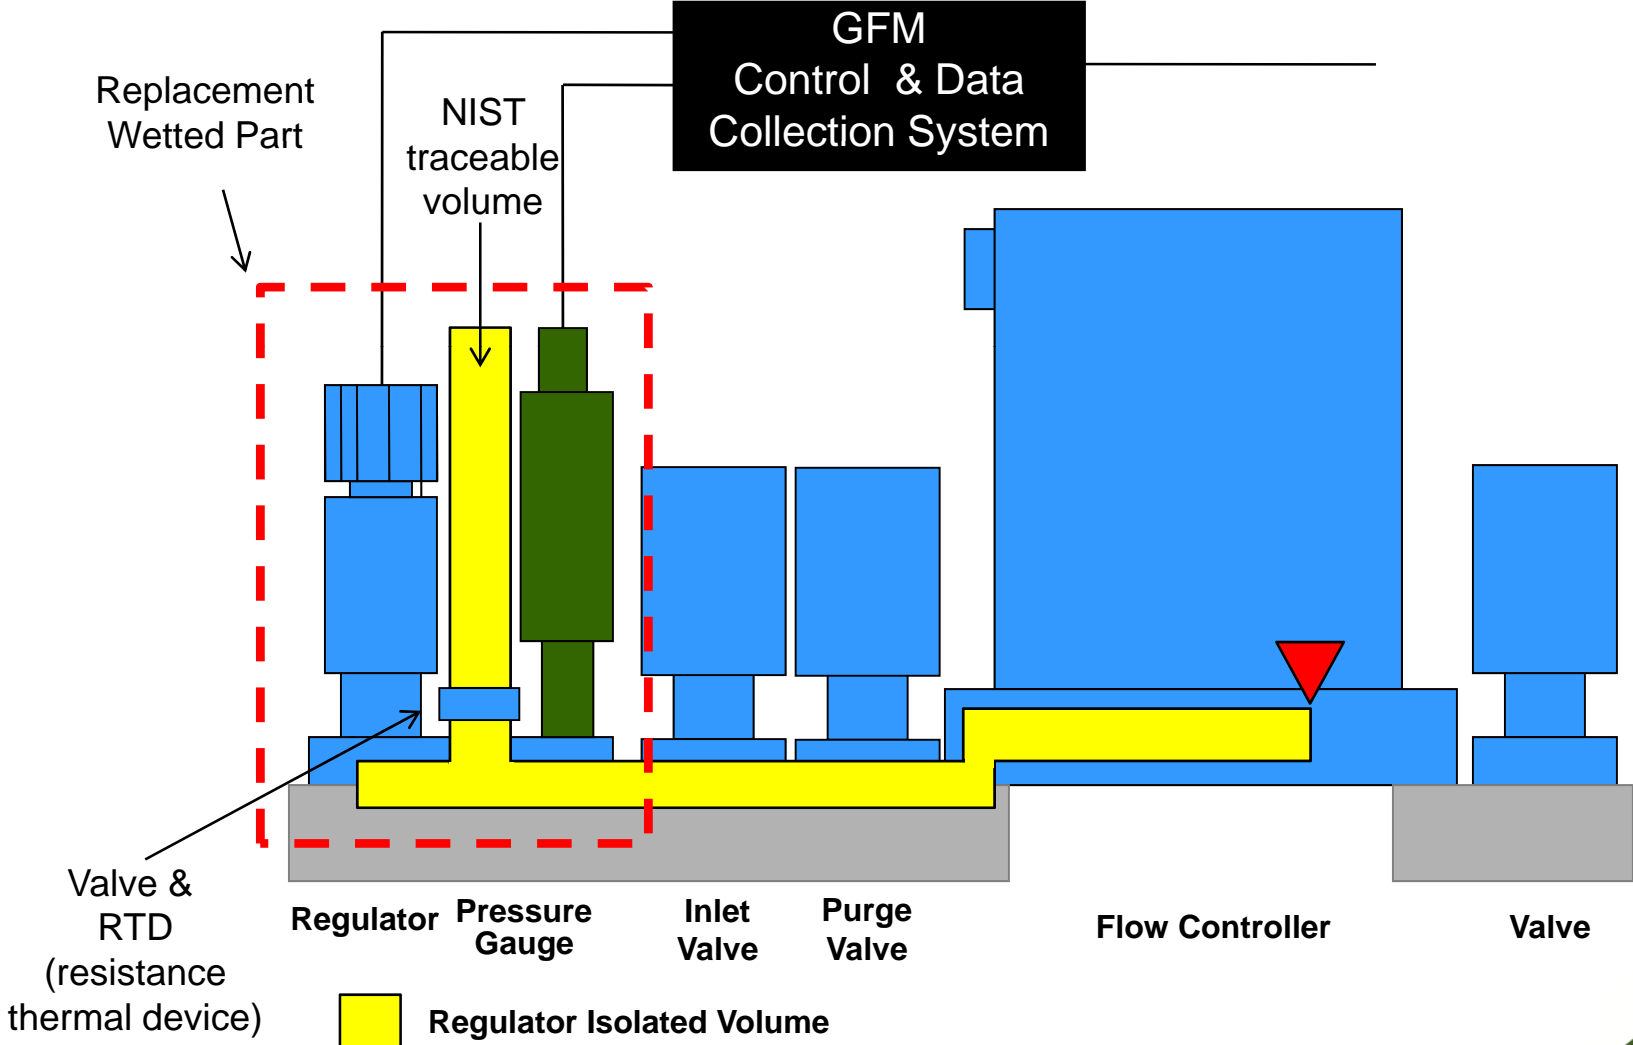 GFM
Control & Data
Collection System
Replacement
Wetted Part
NIST
traceable
volume
Valve &
RTD
(resistance
thermal device)
Regulator
Pressure
Gauge
Inlet
Valve
Purge
Valve
Flow Controller
Valve
Regulator Isolated Volume